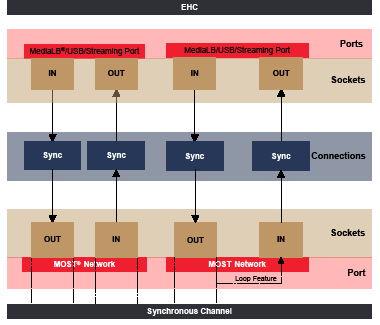 EHC
Ports
MediaLB®/USB/Streaming Port MediaLB/USB/Streaming Port
IN OUT IN OUT
Sockets
Sync Sync Sync Sync Connections
Sockets
OUT IN OUT IN
MOST® Network MOST Network
Port
Loop Feature
Synchronous Channel